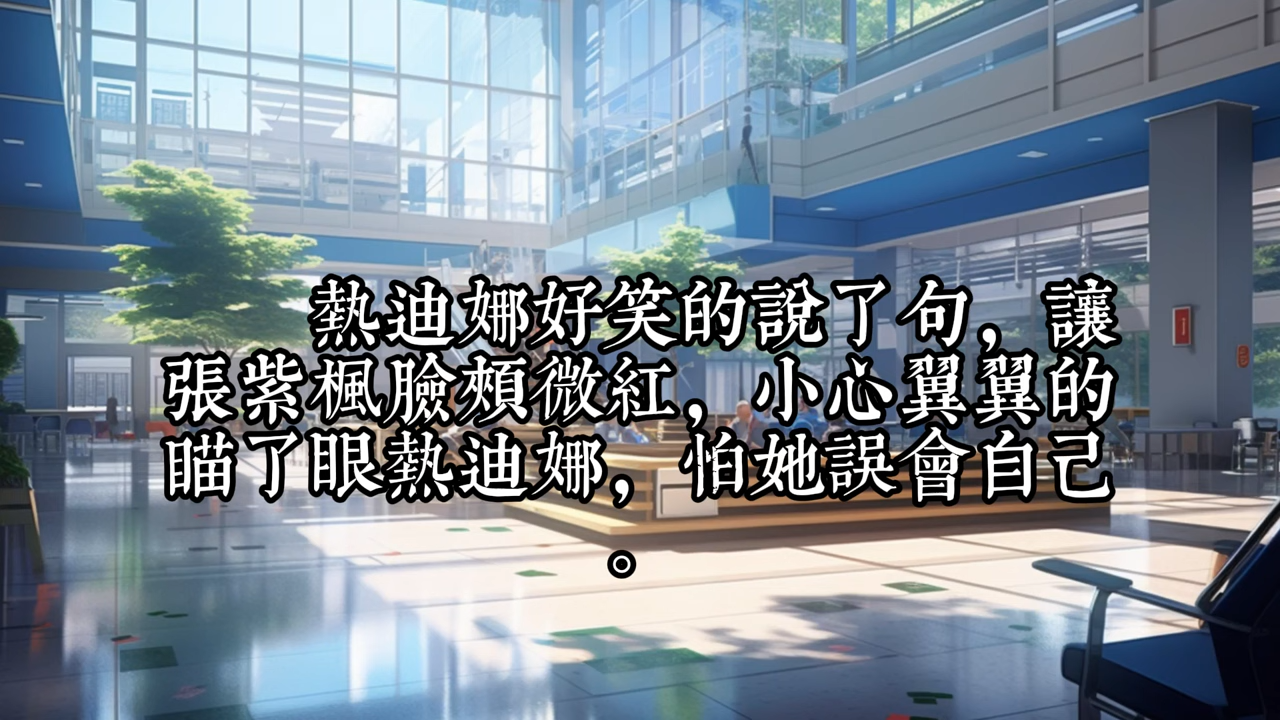 熱迪娜好笑的說了句，讓
張紫楓臉頰微紅，小心翼翼的
瞄了眼熱迪娜，怕她誤會自己
。